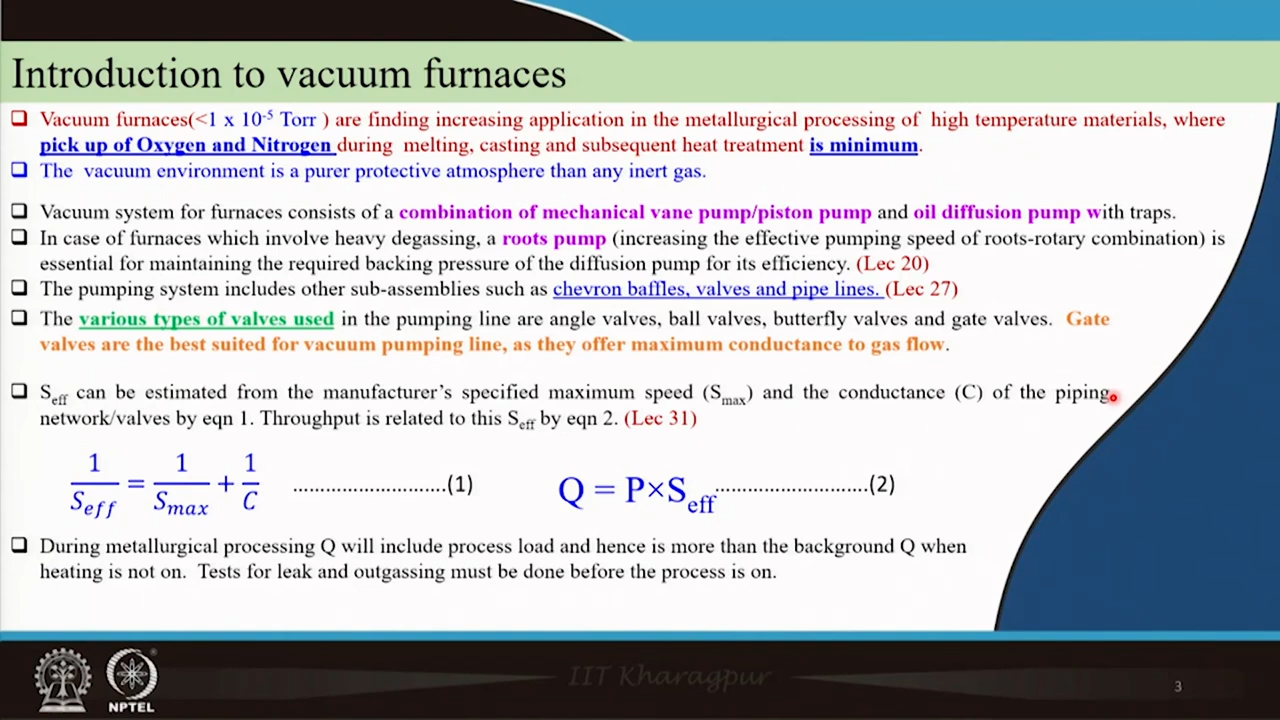 Introduction to vacuum furnaces
❑ Vacuum furnaces(<1 x 10⁻⁵ Torr ) are finding increasing application in the metallurgical processing of high temperature materials, where
pick up of Oxygen and Nitrogen during melting, casting and subsequent heat treatment is minimum.
❑ The vacuum environment is a purer protective atmosphere than any inert gas.
❑ Vacuum system for furnaces consists of a combination of mechanical vane pump/piston pump and oil diffusion pump with traps.
❑ In case of furnaces which involve heavy degassing, a roots pump (increasing the effective pumping speed of roots-rotary combination) is
essential for maintaining the required backing pressure of the diffusion pump for its efficiency. (Lec 20)
❑ The pumping system includes other sub-assemblies such as chevron baffles, valves and pipe lines. (Lec 27)
❑ The various types of valves used in the pumping line are angle valves, ball valves, butterfly valves and gate valves. Gate
valves are the best suited for vacuum pumping line, as they offer maximum conductance to gas flow.
❑ S_eff can be estimated from the manufacturer's specified maximum speed (S_max) and the conductance (C) of the piping
network/valves by eqn 1. Throughput is related to this S_eff by eqn 2. (Lec 31)
1/S_eff = 1/S_max + 1/C ............................(1) Q = P×S_eff ............................(2)
❑ During metallurgical processing Q will include process load and hence is more than the background Q when
heating is not on. Tests for leak and outgassing must be done before the process is on.
IIT Kharagpur
NPTEL
3